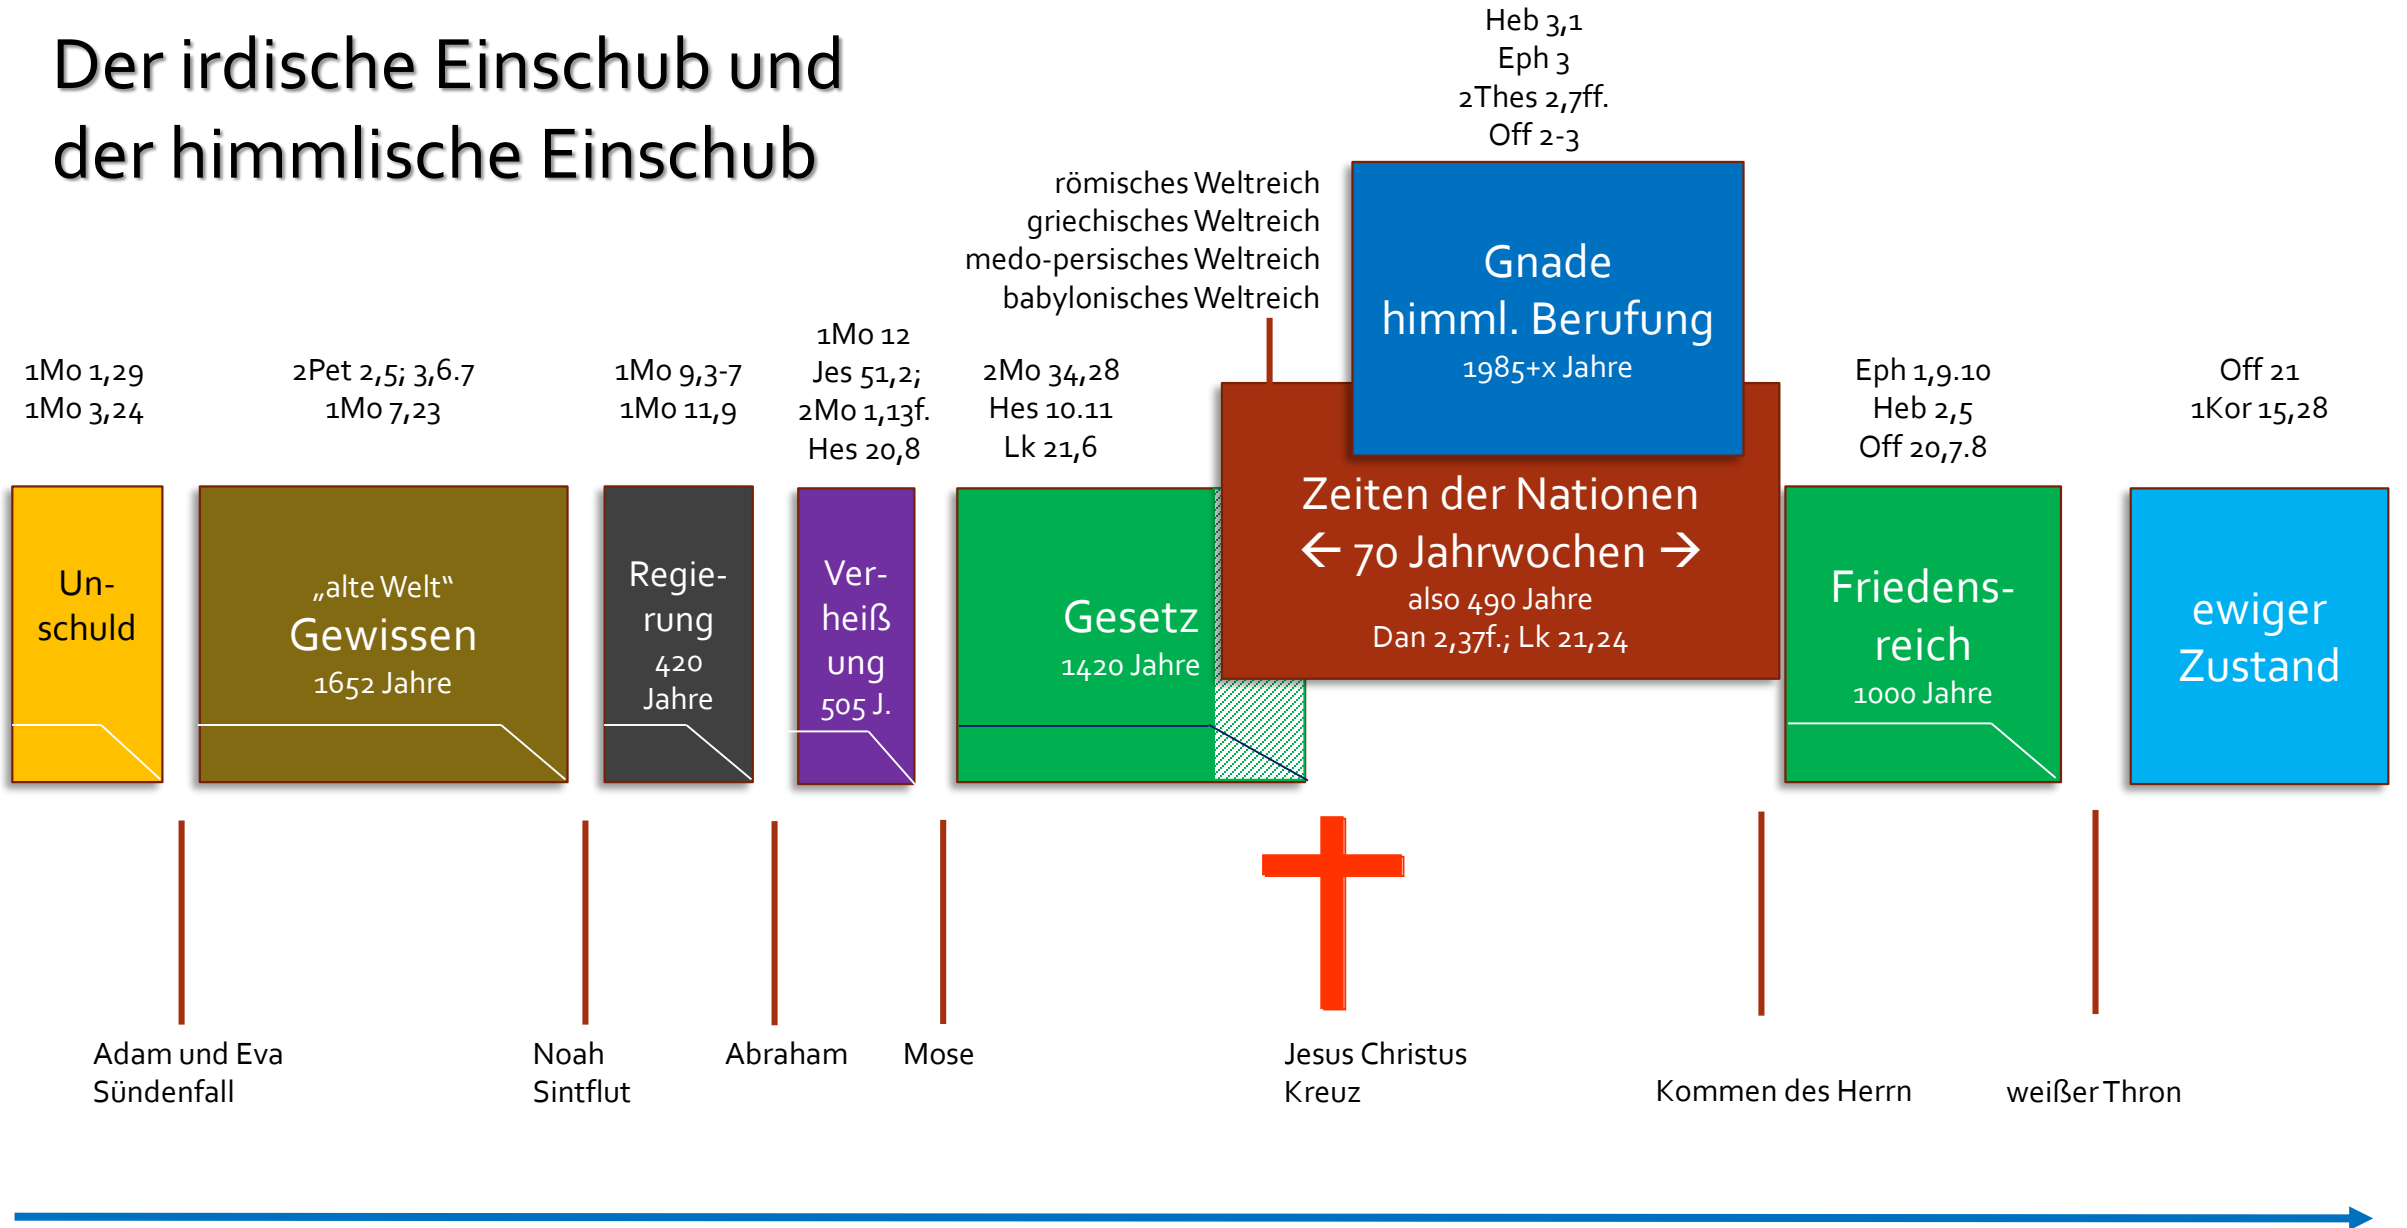 Der irdische Einschub und
der himmlische Einschub
Heb 3,1
Eph 3
2Thes 2,7ff.
Off 2-3
römisches Weltreich
griechisches Weltreich
medo-persisches Weltreich
babylonisches Weltreich
Gnade
himml. Berufung
1985+x Jahre
1Mo 1,29
1Mo 3,24
2Pet 2,5; 3,6.7
1Mo 7,23
1Mo 9,3-7
1Mo 11,9
1Mo 12
Jes 51,2;
2Mo 1,13f.
Hes 20,8
2Mo 34,28
Hes 10.11
Lk 21,6
Eph 1,9.10
Heb 2,5
Off 20,7.8
Off 21
1Kor 15,28
Un-
schuld
„alte Welt“
Gewissen
1652 Jahre
Regie-
rung
420
Jahre
Ver-
heiß
ung
505 J.
Gesetz
1420 Jahre
Zeiten der Nationen
← 70 Jahrwochen →
also 490 Jahre
Dan 2,37f.; Lk 21,24
Friedens-
reich
1000 Jahre
ewiger
Zustand
Adam und Eva
Sündenfall
Noah
Sintflut
Abraham
Mose
Jesus Christus
Kreuz
Kommen des Herrn
weißer Thron